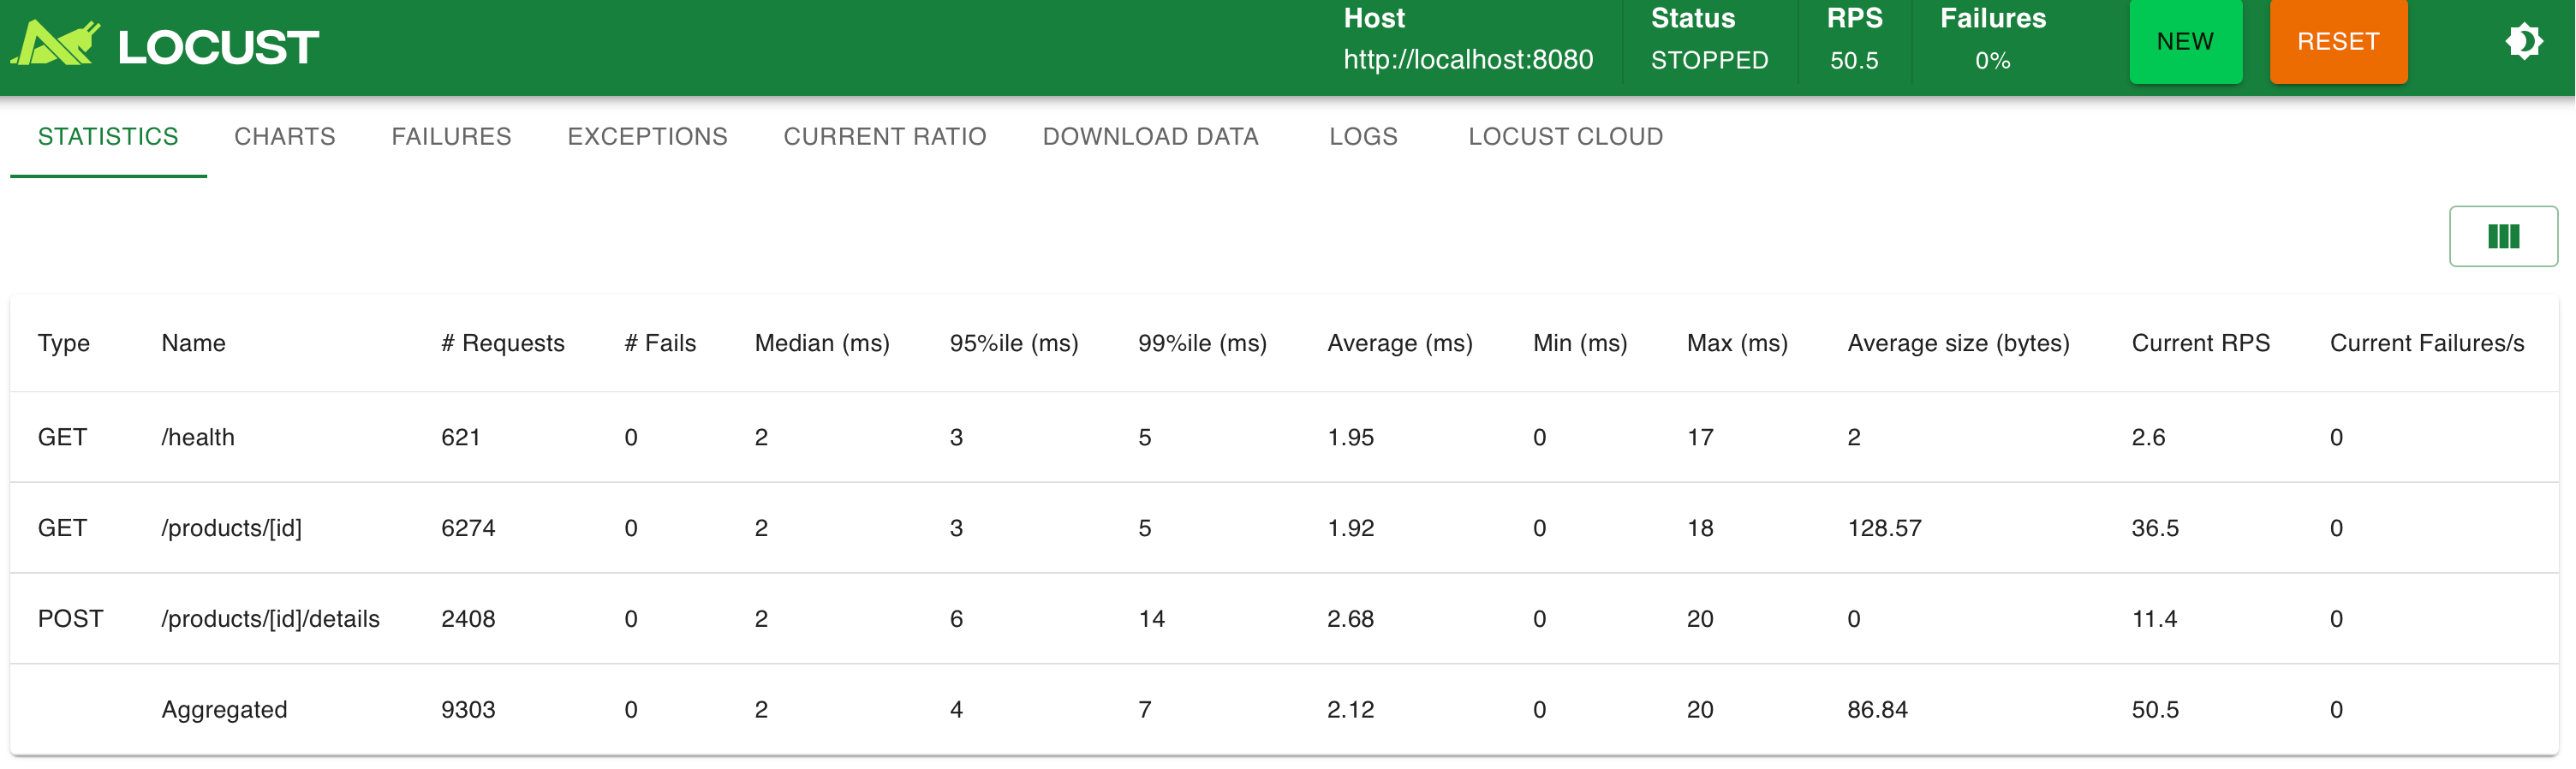 LOCUST
Host
http://localhost:8080
Status
STOPPED
RPS
50.5
Failures
0%
NEW
RESET
STATISTICS CHARTS FAILURES EXCEPTIONS CURRENT RATIO DOWNLOAD DATA LOGS LOCUST CLOUD
Type Name # Requests # Fails Median (ms) 95%ile (ms) 99%ile (ms) Average (ms) Min (ms) Max (ms) Average size (bytes) Current RPS Current Failures/s
GET /health 621 0 2 3 5 1.95 0 17 2 2.6 0
GET /products/[id] 6274 0 2 3 5 1.92 0 18 128.57 36.5 0
POST /products/[id]/details 2408 0 2 6 14 2.68 0 20 0 11.4 0
Aggregated 9303 0 2 4 7 2.12 0 20 86.84 50.5 0